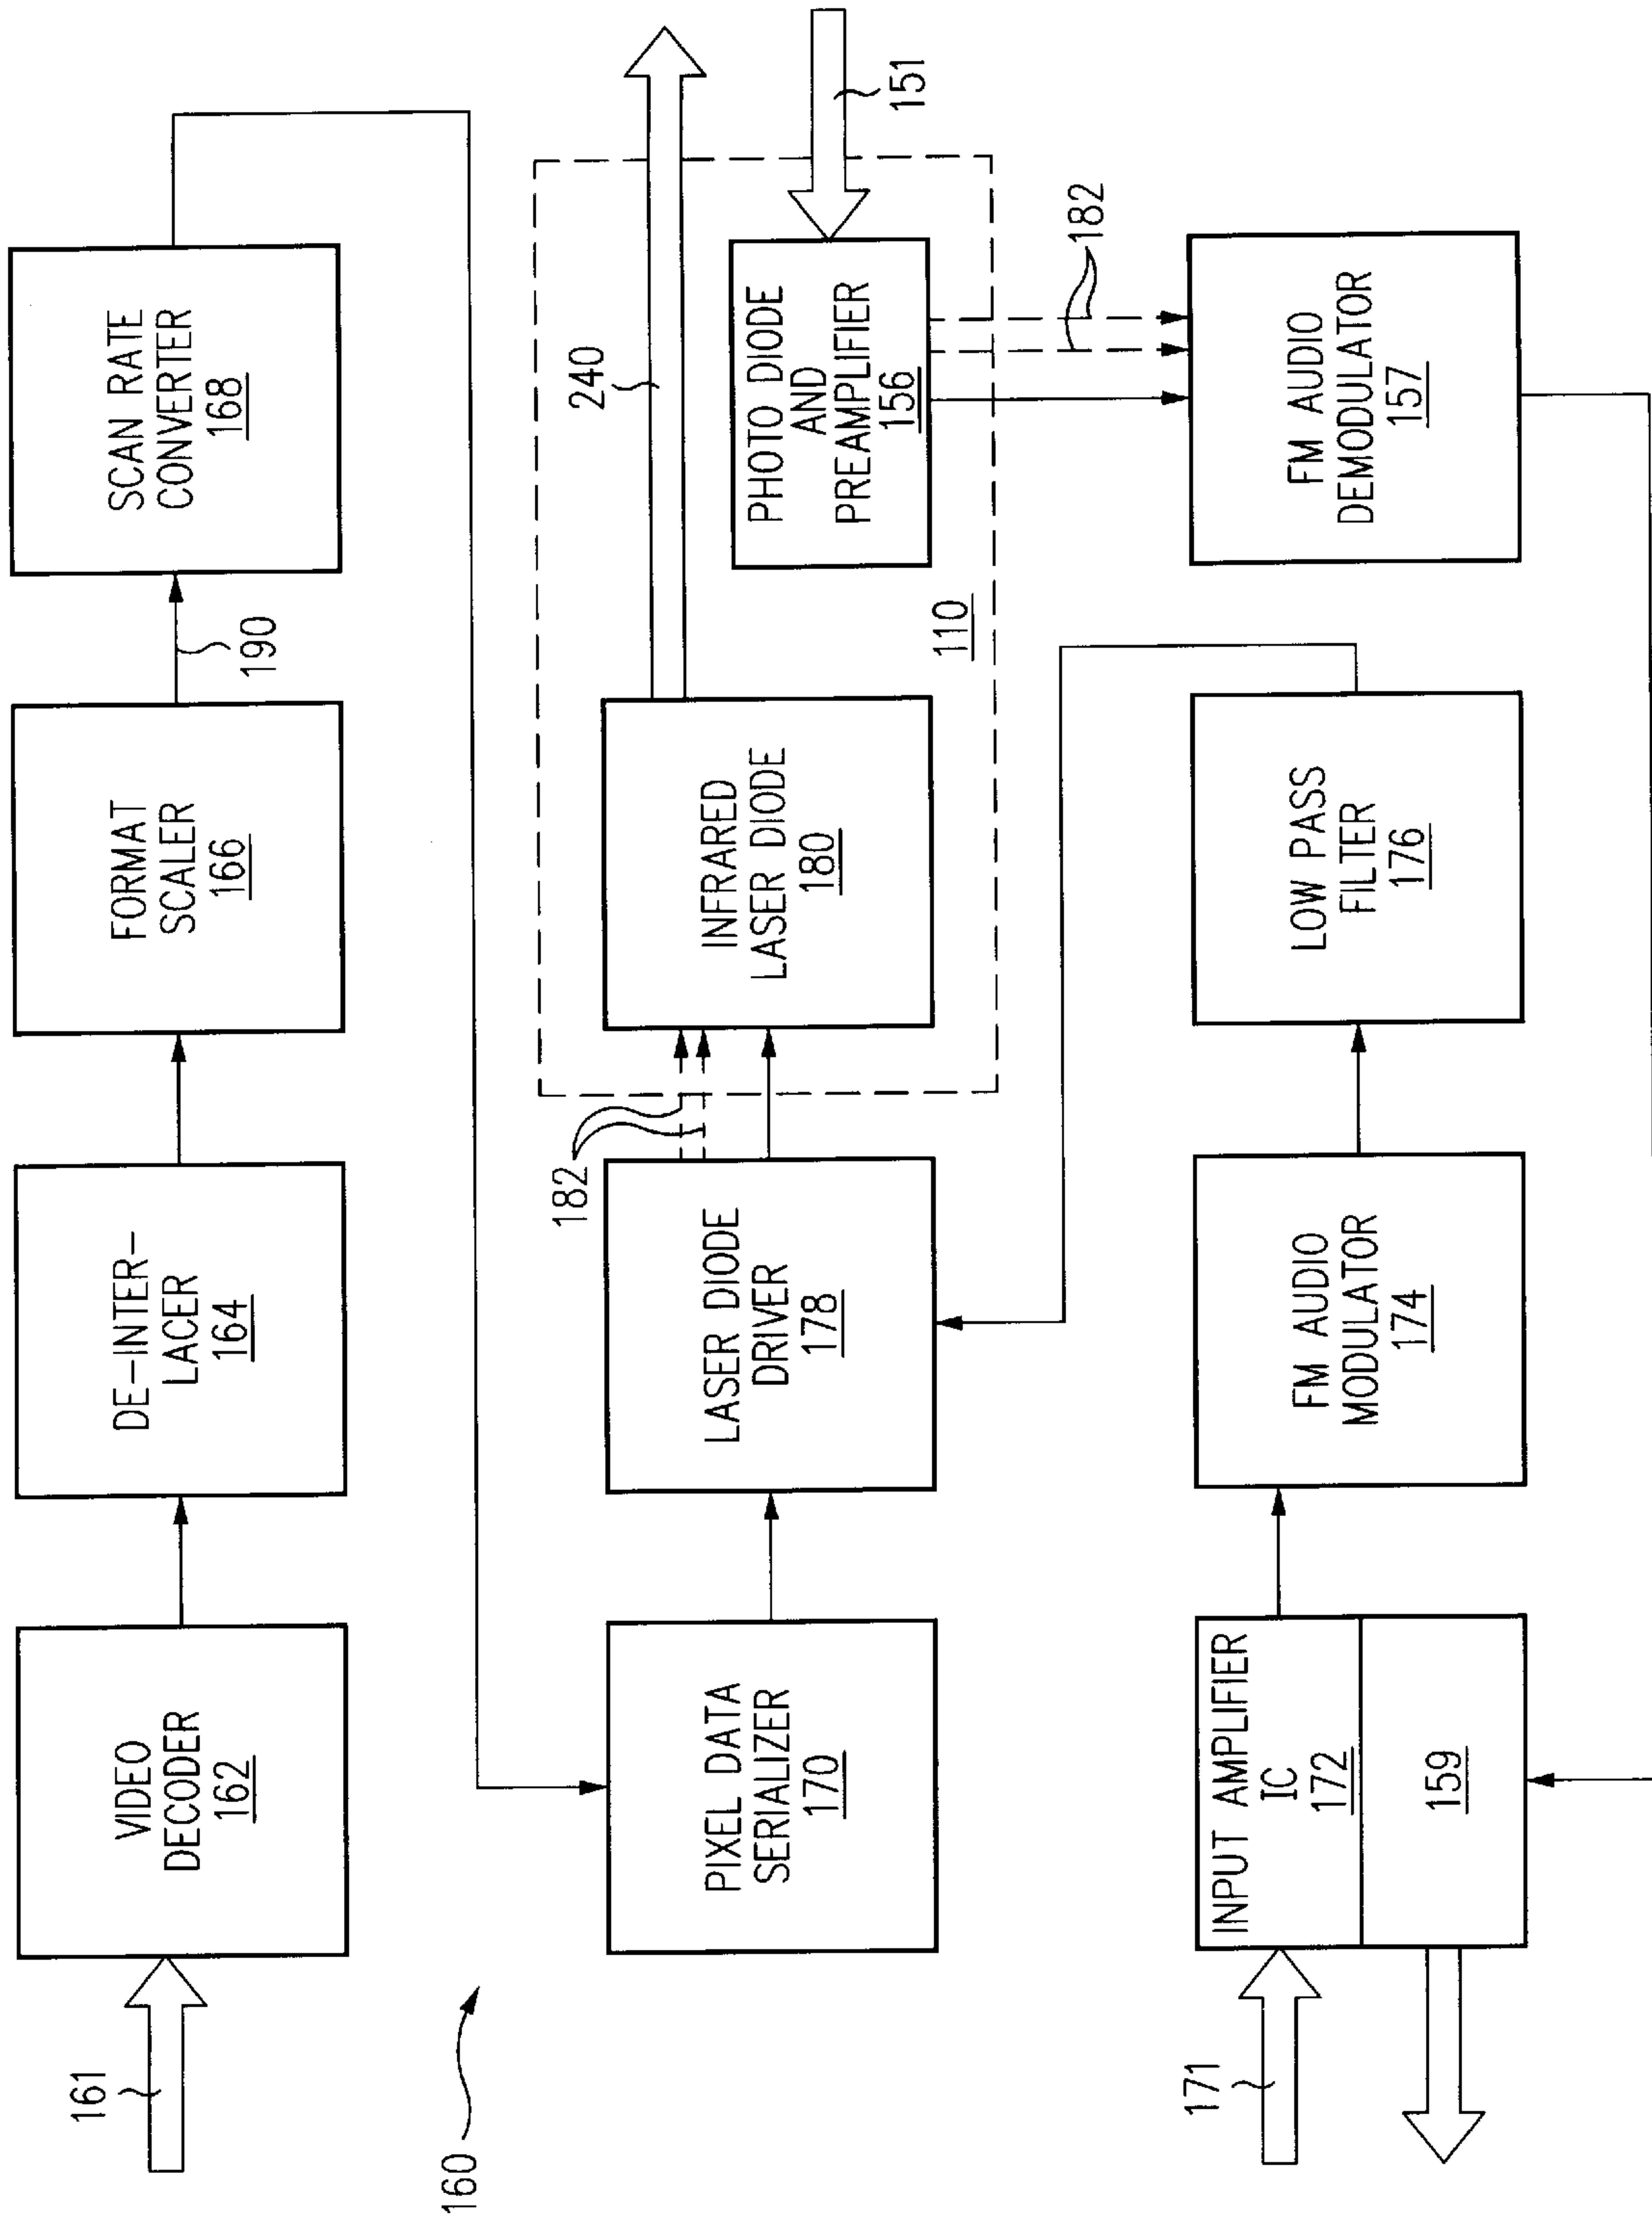 161
VIDEO
DECODER
162
DE-INTER-
LACER
164
FORMAT
SCALER
166
190
SCAN RATE
CONVERTER
168
160
PIXEL DATA
SERIALIZER
170
LASER DIODE
DRIVER
178
182
INFRARED
LASER DIODE
180
240
PHOTO DIODE
AND
PREAMPLIFIER
156
151
110
182
171
INPUT AMPLIFIER
IC
172
159
FM AUDIO
MODULATOR
174
LOW PASS
FILTER
176
FM AUDIO
DEMODULATOR
157